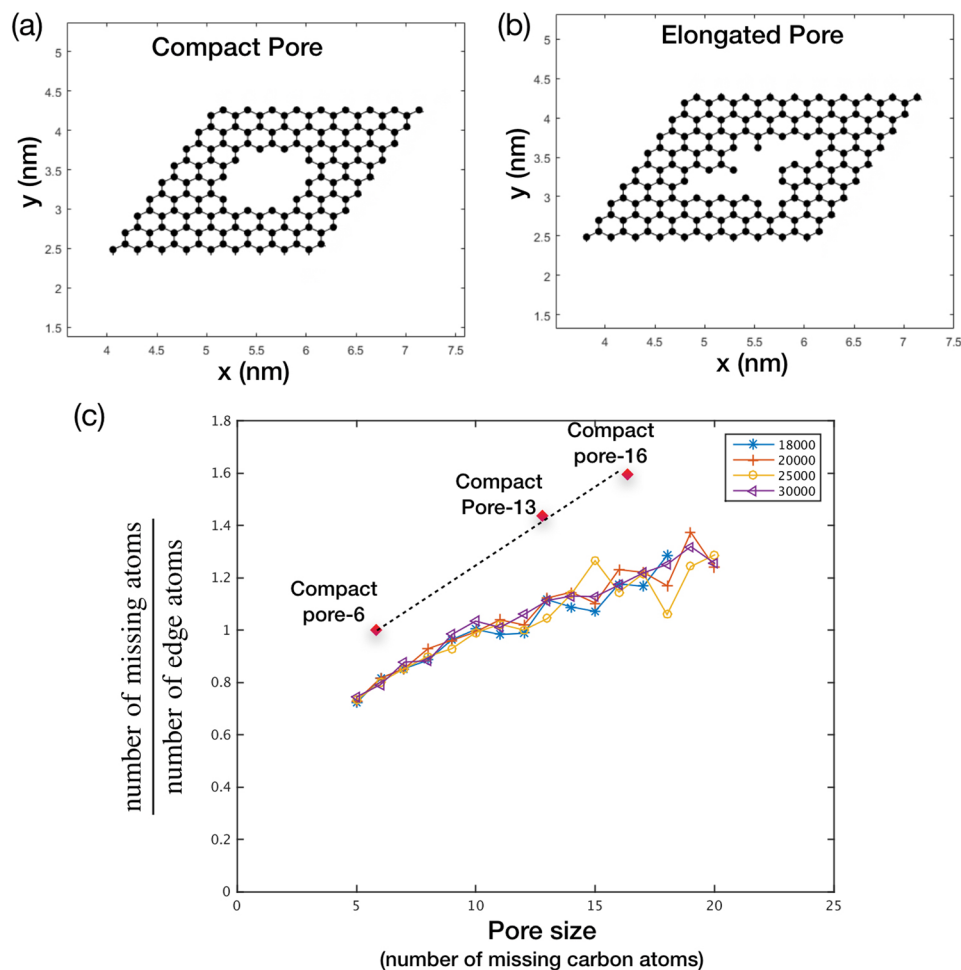 (a)
Compact Pore
5
4.5
4
3.5
3
2.5
2
1.5
y (nm)
4
4.5
5
5.5
6
6.5
7
7.5
x (nm)
(b)
Elongated Pore
5
4.5
4
3.5
3
2.5
2
1.5
y (nm)
4
4.5
5
5.5
6
6.5
7
7.5
x (nm)
(c)
1.8
1.6
1.4
1.2
1
0.8
0.6
0.4
0.2
0
number of missing atoms
number of edge atoms
Compact
pore-16
Compact
Pore-13
Compact
pore-6
18000
20000
25000
30000
0
5
10
15
20
25
Pore size
(number of missing carbon atoms)